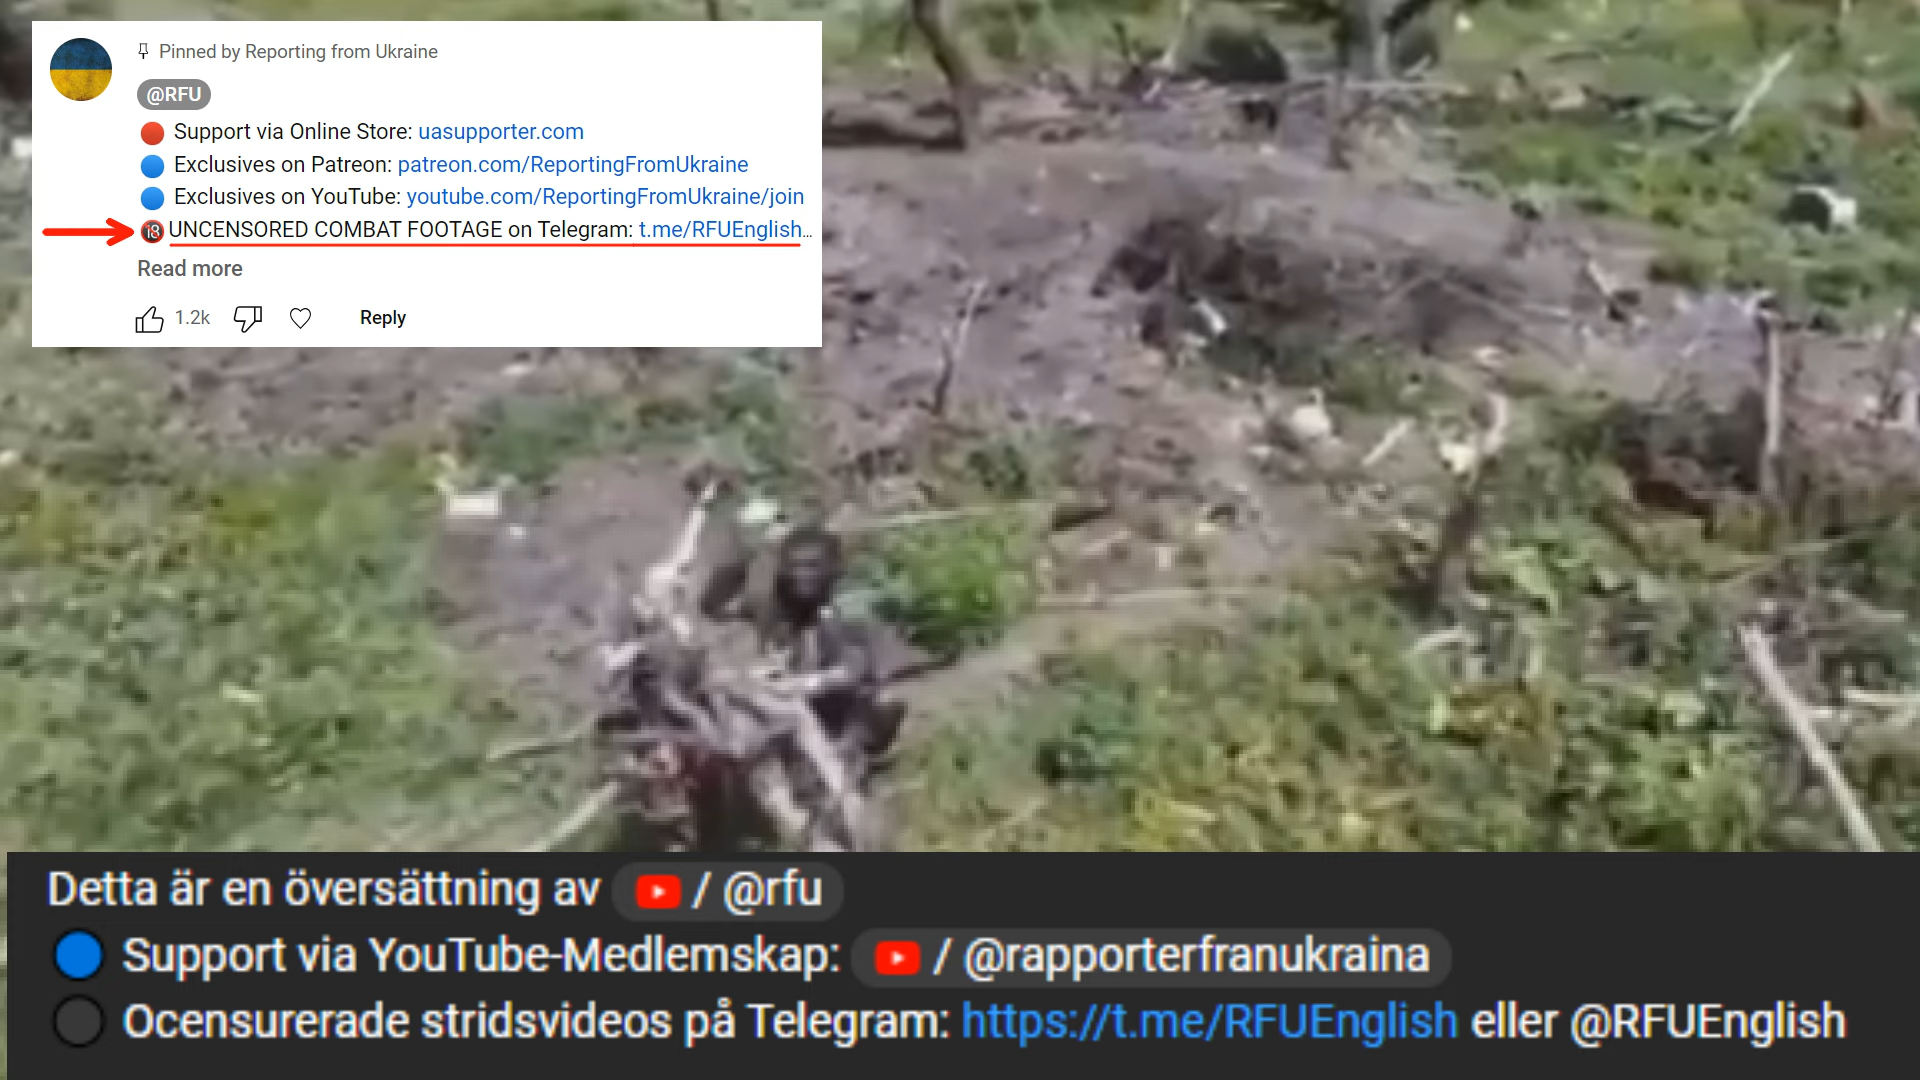 Pinned by Reporting from Ukraine
@RFU
Support via Online Store: uasupporter.com
Exclusives on Patreon: patreon.com/ReportingFromUkraine
Exclusives on YouTube: youtube.com/ReportingFromUkraine/join
🔞 UNCENSORED COMBAT FOOTAGE on Telegram: t.me/RFUEnglish...
Read more
1.2k Reply
Detta är en översättning av / @rfu
Support via YouTube-Medlemskap: / @rapporterfranukraina
Ocensurerade stridsvideos på Telegram: https://t.me/RFUEnglish eller @RFUEnglish